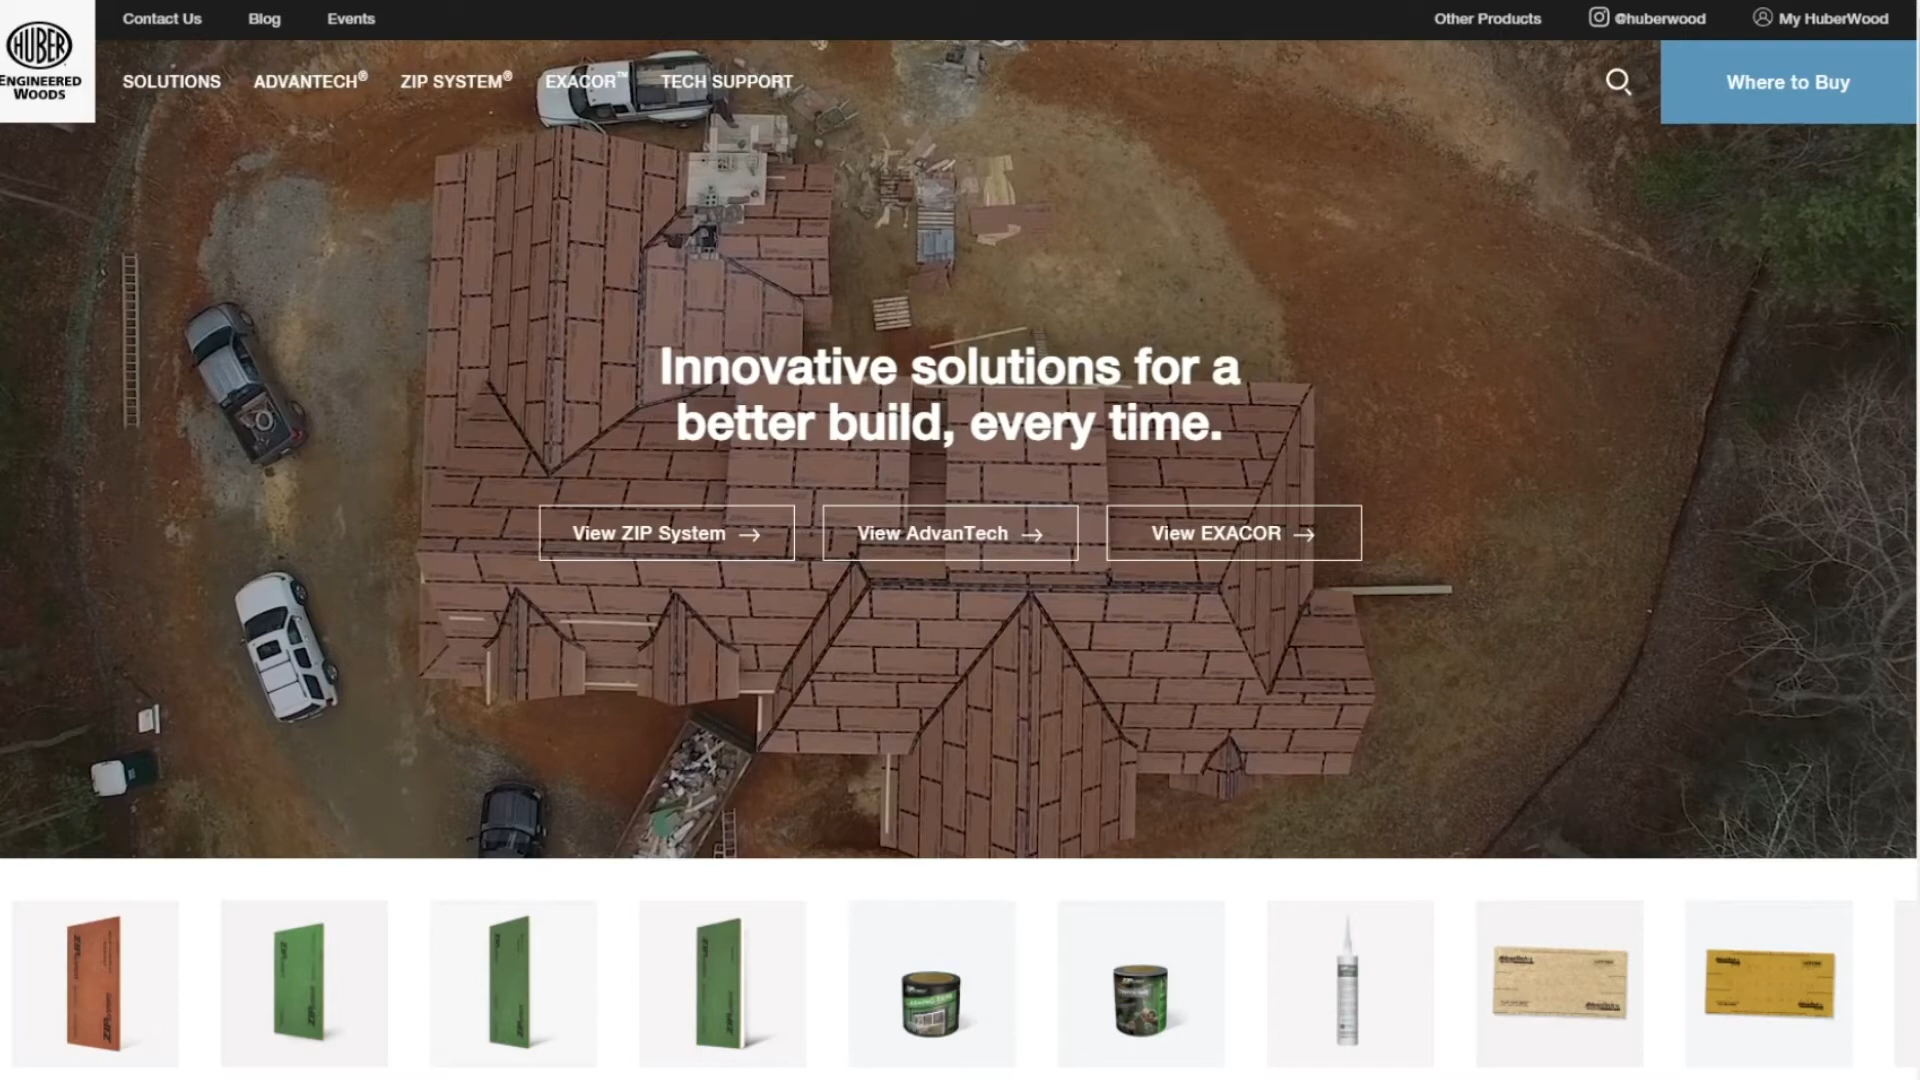 Contact Us
Blog
Events
Other Products
@huberwood
My HuberWood
HUBER
ENGINEERED
WOODS
SOLUTIONS
ADVANTECH®
ZIP SYSTEM®
EXACOR™
TECH SUPPORT
Where to Buy
Innovative solutions for a
better build, every time.
View ZIP System →
View AdvanTech →
View EXACOR →